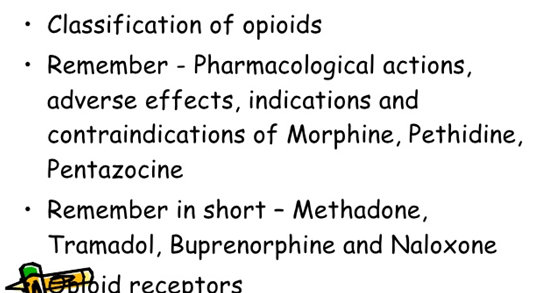 • Classification of opioids
• Remember - Pharmacological actions,
adverse effects, indications and
contraindications of Morphine, Pethidine,
Pentazocine
• Remember in short – Methadone,
Tramadol, Buprenorphine and Naloxone
Opioid receptors